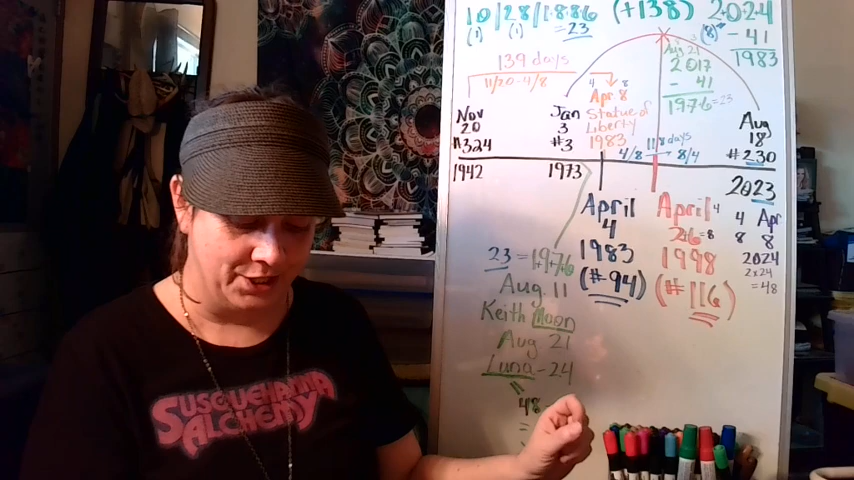 10/28/1886 (+138) 2024
(1) (1) = 23
(8)
- 41
1983
139 days
11/20-4/8
Aug 21
2017
- 41
1976 = 23
4 8
Apr 8
Statue of
Liberty
1983
Nov
20
#324
Jan
3
#3
118 days
4/8 → 8/4
Aug
18
#230
1942
1973
2023
April
4
1983
(#94)
April
26 = 8
1998
(#116)
4 Apr
8 8
2024
2x24
= 48
23 = 1976
Aug 11
Keith Moon
Aug 21
Luna - 24
48
=
SUSQUEHANNA
ALCHEMY